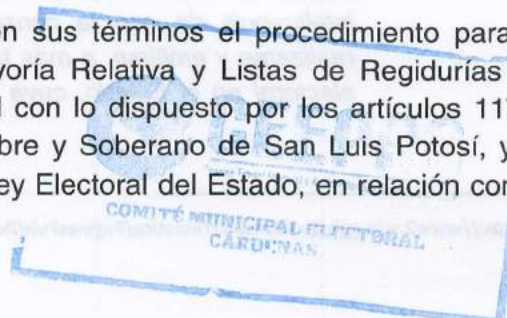 en sus términos el procedimiento para
yoría Relativa y Listas de Regidurías
l con lo dispuesto por los artículos 11
bre y Soberano de San Luis Potosí, y
ey Electoral del Estado, en relación con
COMITÉ MUNICIPAL ELECTORAL
CÁRDENAS